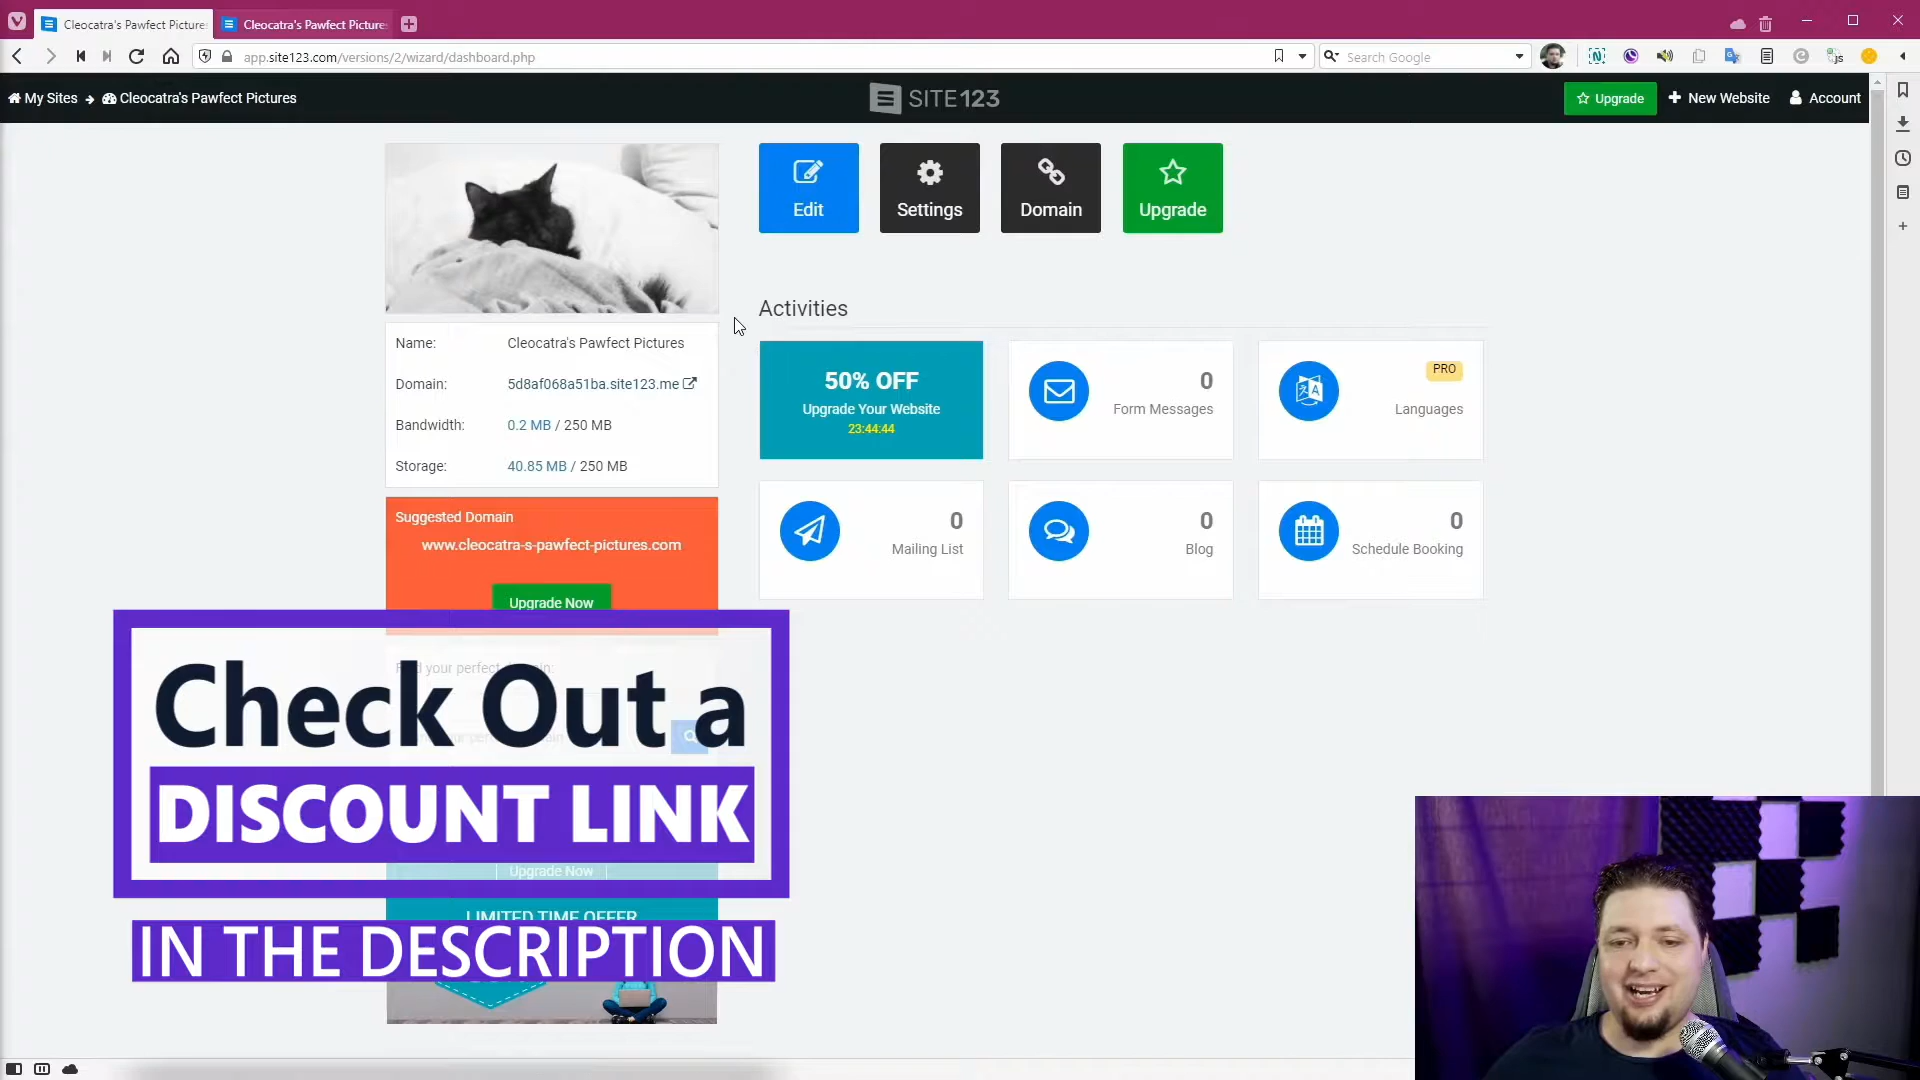 Cleocatra's Pawfect Picture
Cleocatra's Pawfect Picture
app.site123.com/versions/2/wizard/dashboard.php
Search Google
My Sites
Cleocatra's Pawfect Pictures
SITE123
Upgrade
New Website
Account
Edit
Settings
Domain
Upgrade
Activities
Name: Cleocatra's Pawfect Pictures
Domain: 5d8af068a51ba.site123.me
Bandwidth: 0.2 MB / 250 MB
Storage: 40.85 MB / 250 MB
50% OFF
Upgrade Your Website
23:44:44
0
Form Messages
PRO
Languages
0
Mailing List
0
Blog
0
Schedule Booking
Suggested Domain
www.cleocatra-s-pawfect-pictures.com
Upgrade Now
your perfect
Check Out a
DISCOUNT LINK
Upgrade Now
LIMITED TIME OFFER
IN THE DESCRIPTION